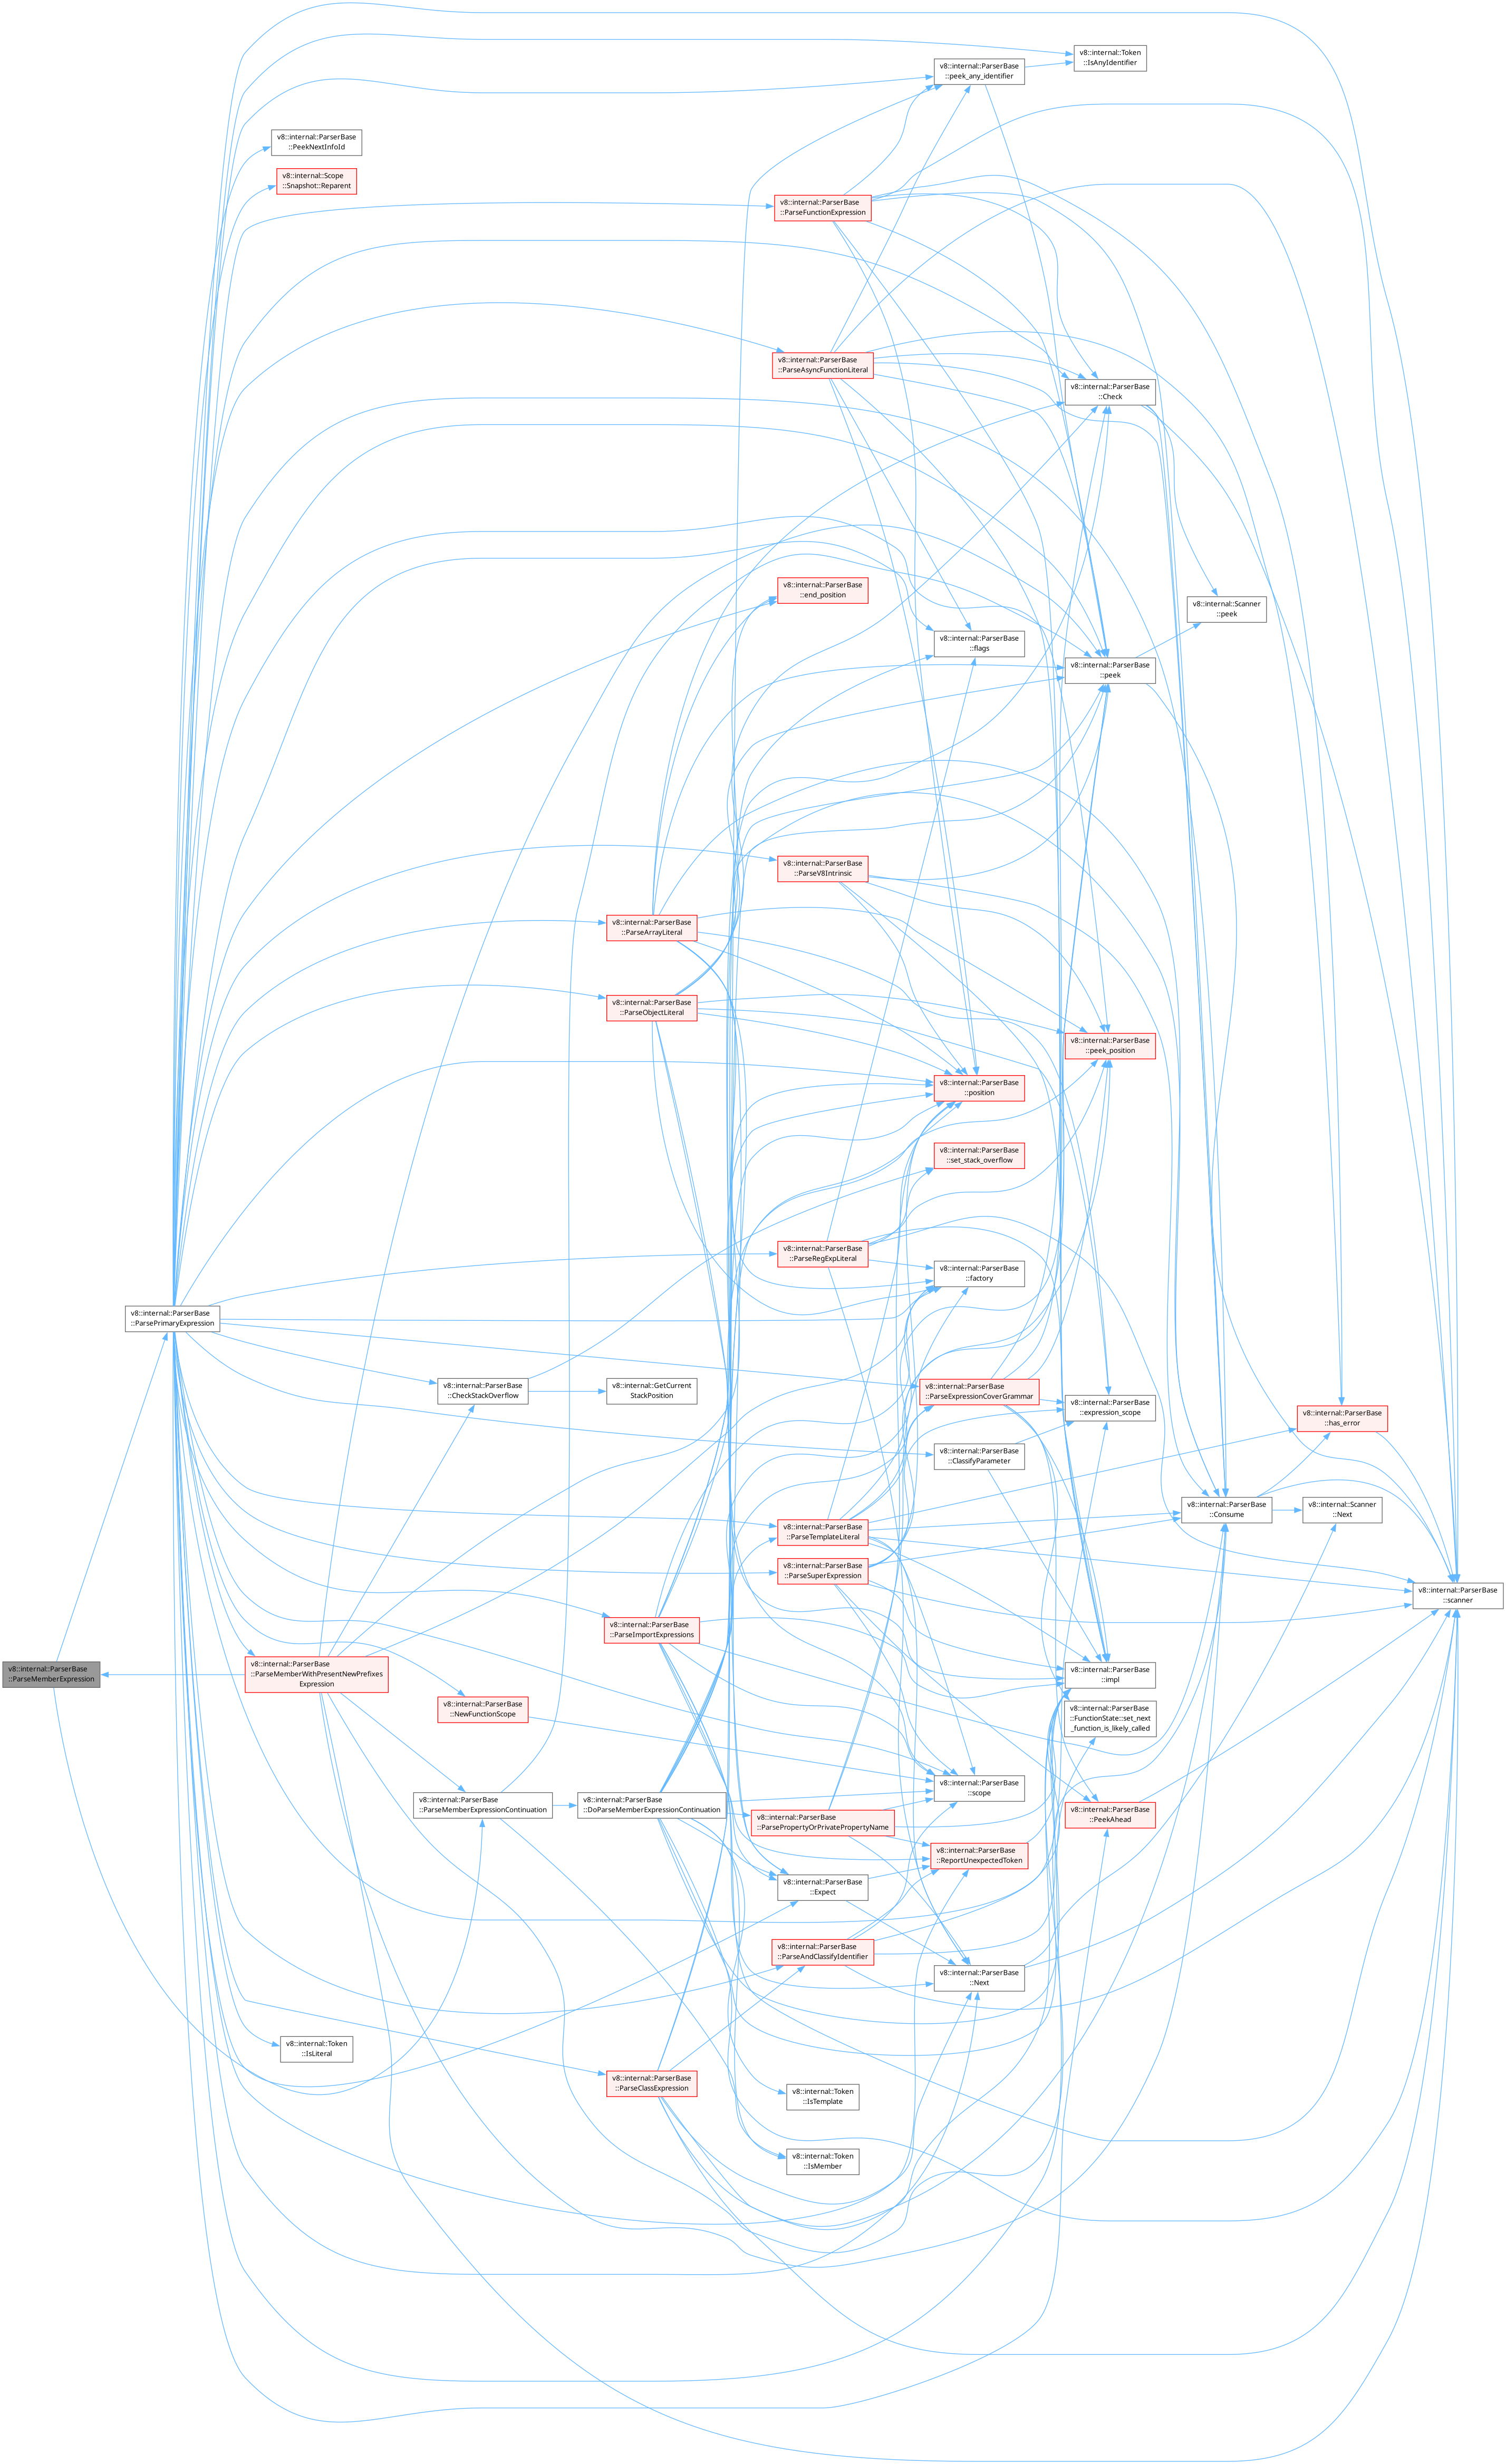 v8::internal::Token
::IsAnyIdentifier
v8::internal::ParserBase
::peek_any_identifier
v8::internal::ParserBase
::PeekNextInfoId
v8::internal::Scope
::Snapshot::Reparent
v8::internal::ParserBase
::ParseFunctionExpression
v8::internal::ParserBase
::ParseAsyncFunctionLiteral
v8::internal::ParserBase
::Check
v8::internal::ParserBase
::end_position
v8::internal::Scanner
::peek
v8::internal::ParserBase
::flags
v8::internal::ParserBase
::peek
v8::internal::ParserBase
::ParseV8Intrinsic
v8::internal::ParserBase
::ParseArrayLiteral
v8::internal::ParserBase
::ParseObjectLiteral
v8::internal::ParserBase
::peek_position
v8::internal::ParserBase
::position
v8::internal::ParserBase
::set_stack_overflow
v8::internal::ParserBase
::ParseRegExpLiteral
v8::internal::ParserBase
::factory
v8::internal::ParserBase
::ParsePrimaryExpression
v8::internal::ParserBase
::CheckStackOverflow
v8::internal::GetCurrent
StackPosition
v8::internal::ParserBase
::ParseExpressionCoverGrammar
v8::internal::ParserBase
::expression_scope
v8::internal::ParserBase
::has_error
v8::internal::ParserBase
::ClassifyParameter
v8::internal::ParserBase
::Consume
v8::internal::Scanner
::Next
v8::internal::ParserBase
::ParseTemplateLiteral
v8::internal::ParserBase
::ParseSuperExpression
v8::internal::ParserBase
::scanner
v8::internal::ParserBase
::ParseImportExpressions
v8::internal::ParserBase
::ParseMemberExpression
v8::internal::ParserBase
::ParseMemberWithPresentNewPrefixes
Expression
v8::internal::ParserBase
::impl
v8::internal::ParserBase
::NewFunctionScope
v8::internal::ParserBase
::FunctionState::set_next
_function_is_likely_called
v8::internal::ParserBase
::scope
v8::internal::ParserBase
::ParseMemberExpressionContinuation
v8::internal::ParserBase
::DoParseMemberExpressionContinuation
v8::internal::ParserBase
::ParsePropertyOrPrivatePropertyName
v8::internal::ParserBase
::PeekAhead
v8::internal::ParserBase
::ReportUnexpectedToken
v8::internal::ParserBase
::Expect
v8::internal::ParserBase
::ParseAndClassifyIdentifier
v8::internal::ParserBase
::Next
v8::internal::Token
::IsLiteral
v8::internal::ParserBase
::ParseClassExpression
v8::internal::Token
::IsTemplate
v8::internal::Token
::IsMember